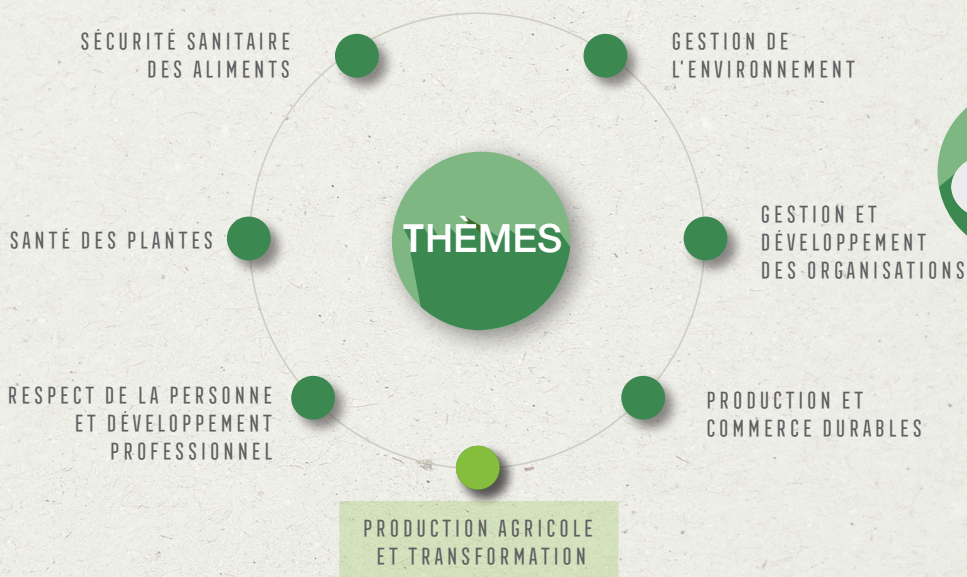 SÉCURITÉ SANITAIRE
DES ALIMENTS
GESTION DE
L'ENVIRONNEMENT
SANTÉ DES PLANTES
THÈMES
GESTION ET
DÉVELOPPEMENT
DES ORGANISATIONS
RESPECT DE LA PERSONNE
ET DÉVELOPPEMENT
PROFESSIONNEL
PRODUCTION ET
COMMERCE DURABLES
PRODUCTION AGRICOLE
ET TRANSFORMATION